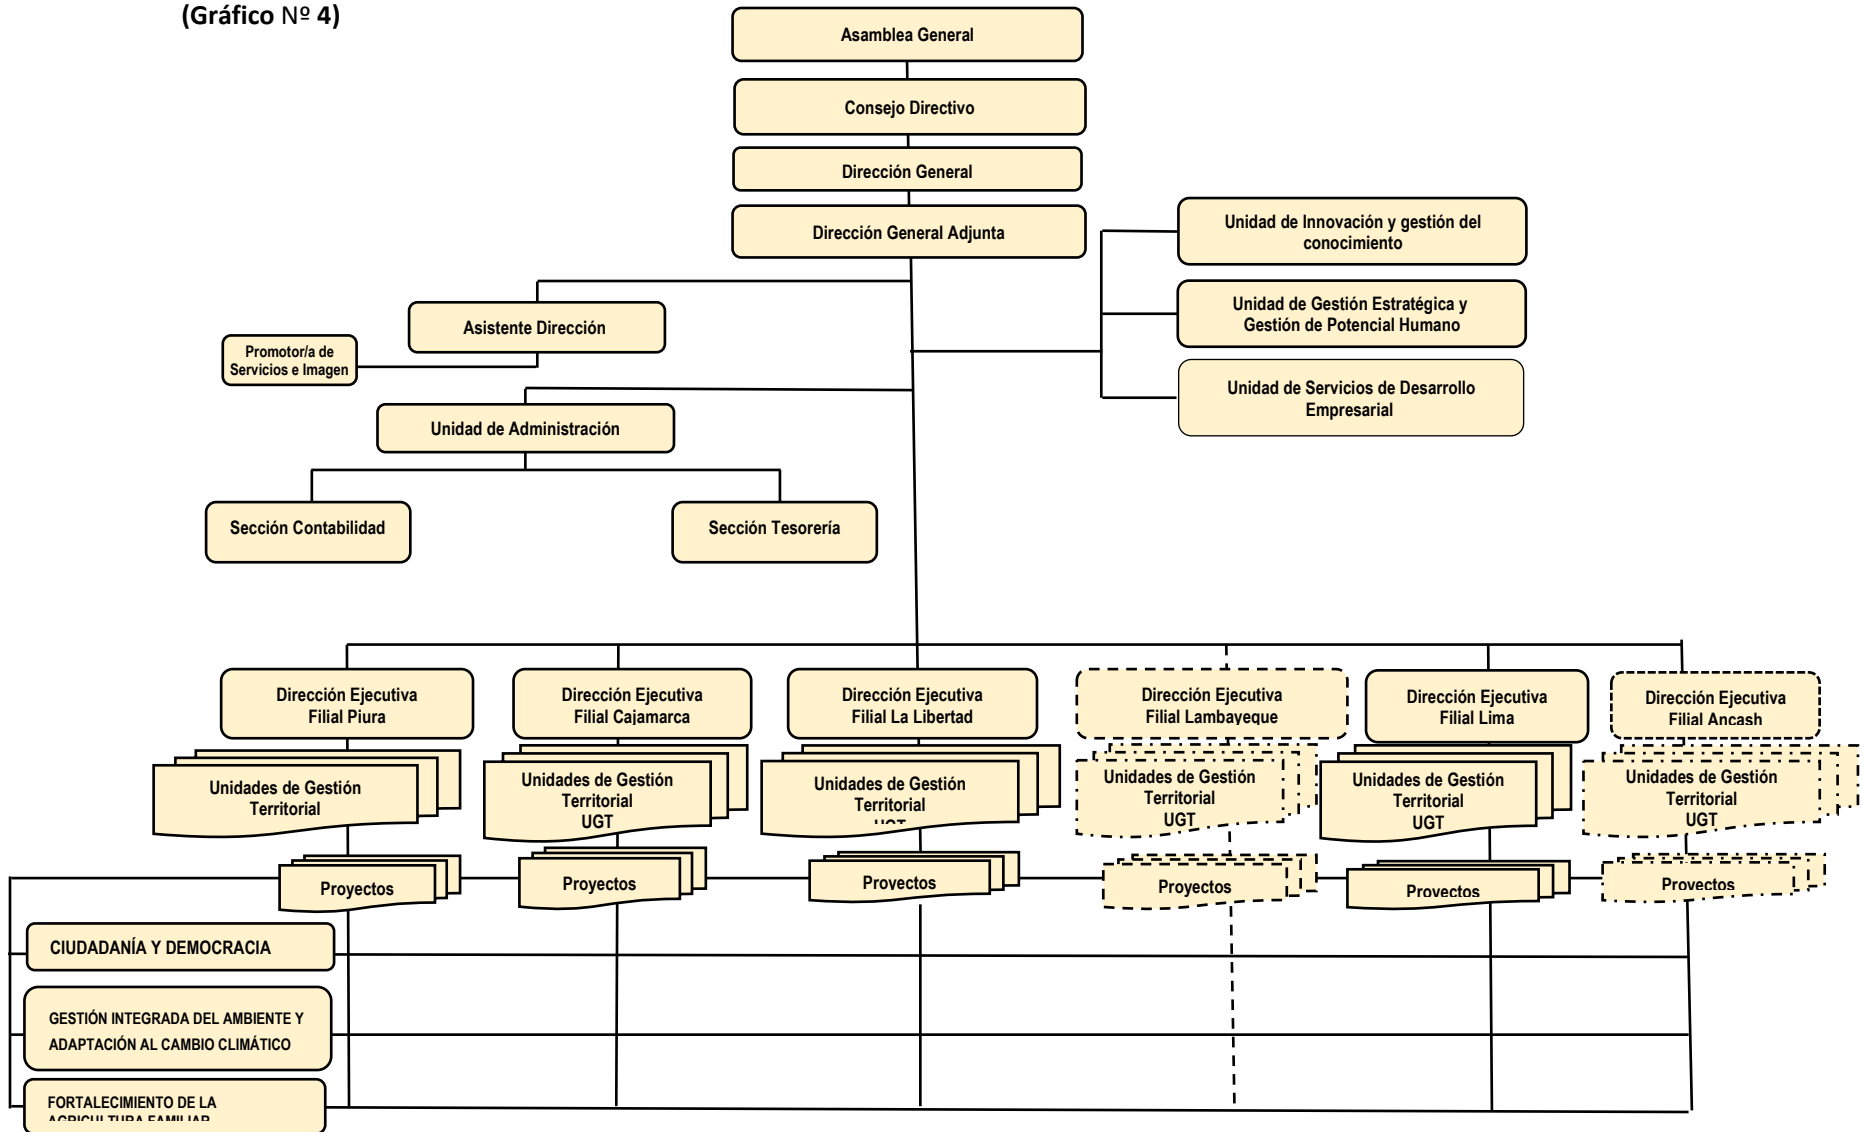 (Gráfico Nº 4)
Asamblea General
Consejo Directivo
Dirección General
Dirección General Adjunta
Unidad de Innovación y gestión del
conocimiento
Unidad de Gestión Estratégica y
Gestión de Potencial Humano
Unidad de Servicios de Desarrollo
Empresarial
Asistente Dirección
Promotor/a de
Servicios e Imagen
Unidad de Administración
Sección Contabilidad
Sección Tesorería
Dirección Ejecutiva
Filial Piura
Dirección Ejecutiva
Filial Cajamarca
Dirección Ejecutiva
Filial La Libertad
Dirección Ejecutiva
Filial Lambayeque
Dirección Ejecutiva
Filial Lima
Dirección Ejecutiva
Filial Ancash
Unidades de Gestión
Territorial
Unidades de Gestión
Territorial
UGT
Unidades de Gestión
Territorial
UGT
Unidades de Gestión
Territorial
UGT
Unidades de Gestión
Territorial
UGT
Unidades de Gestión
Territorial
UGT
Proyectos
Proyectos
Proyectos
Proyectos
Proyectos
Proyectos
CIUDADANÍA Y DEMOCRACIA
GESTIÓN INTEGRADA DEL AMBIENTE Y
ADAPTACIÓN AL CAMBIO CLIMÁTICO
FORTALECIMIENTO DE LA
AGRICULTURA FAMILIAR